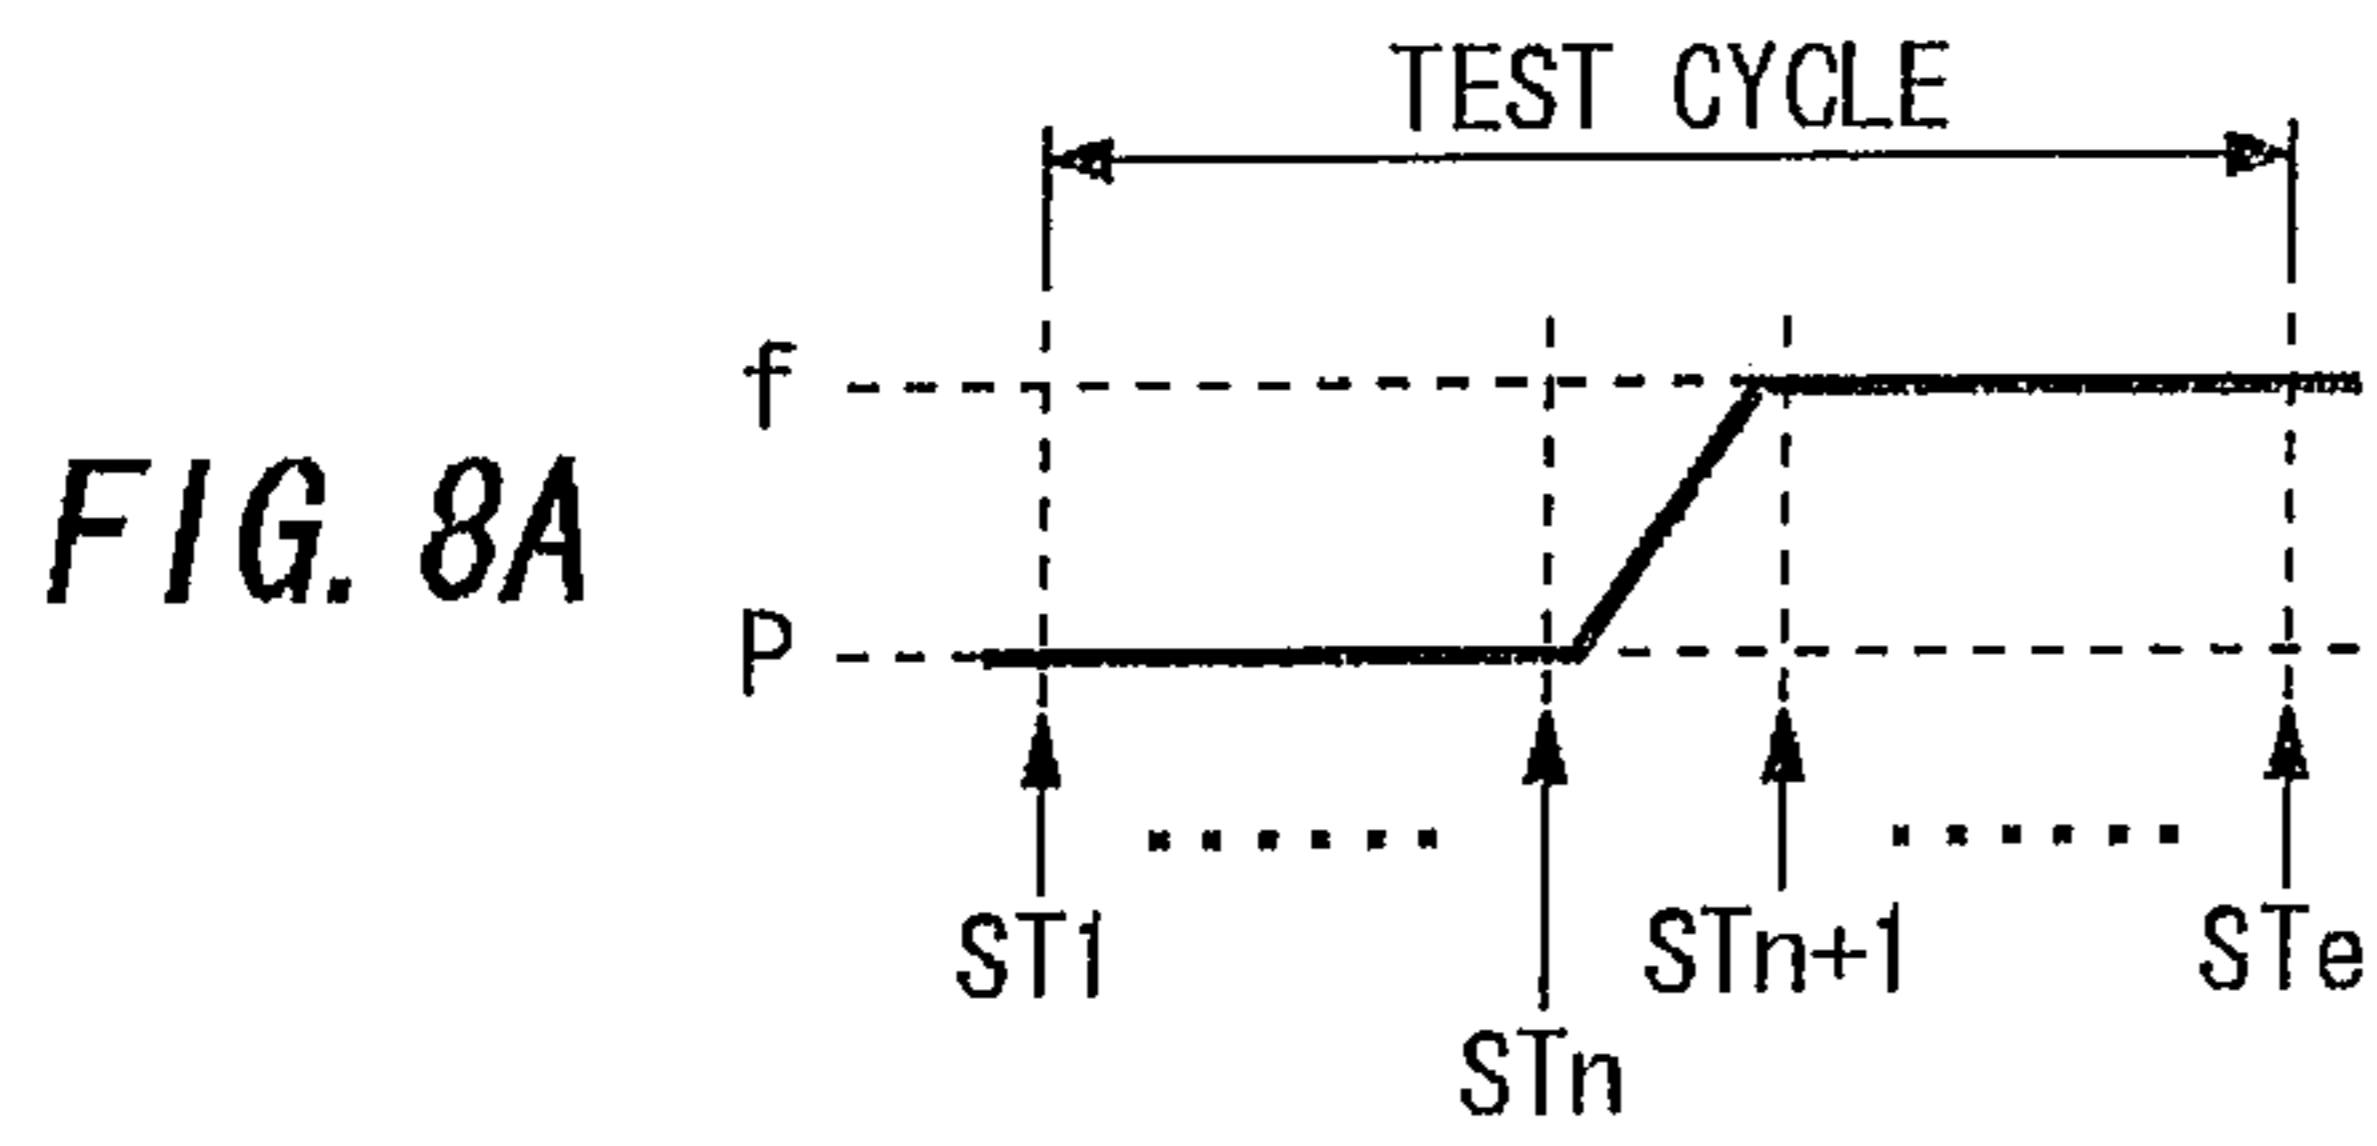 TEST CYCLE
f
FIG. 8A
P
ST1
STn+1
STe
STn